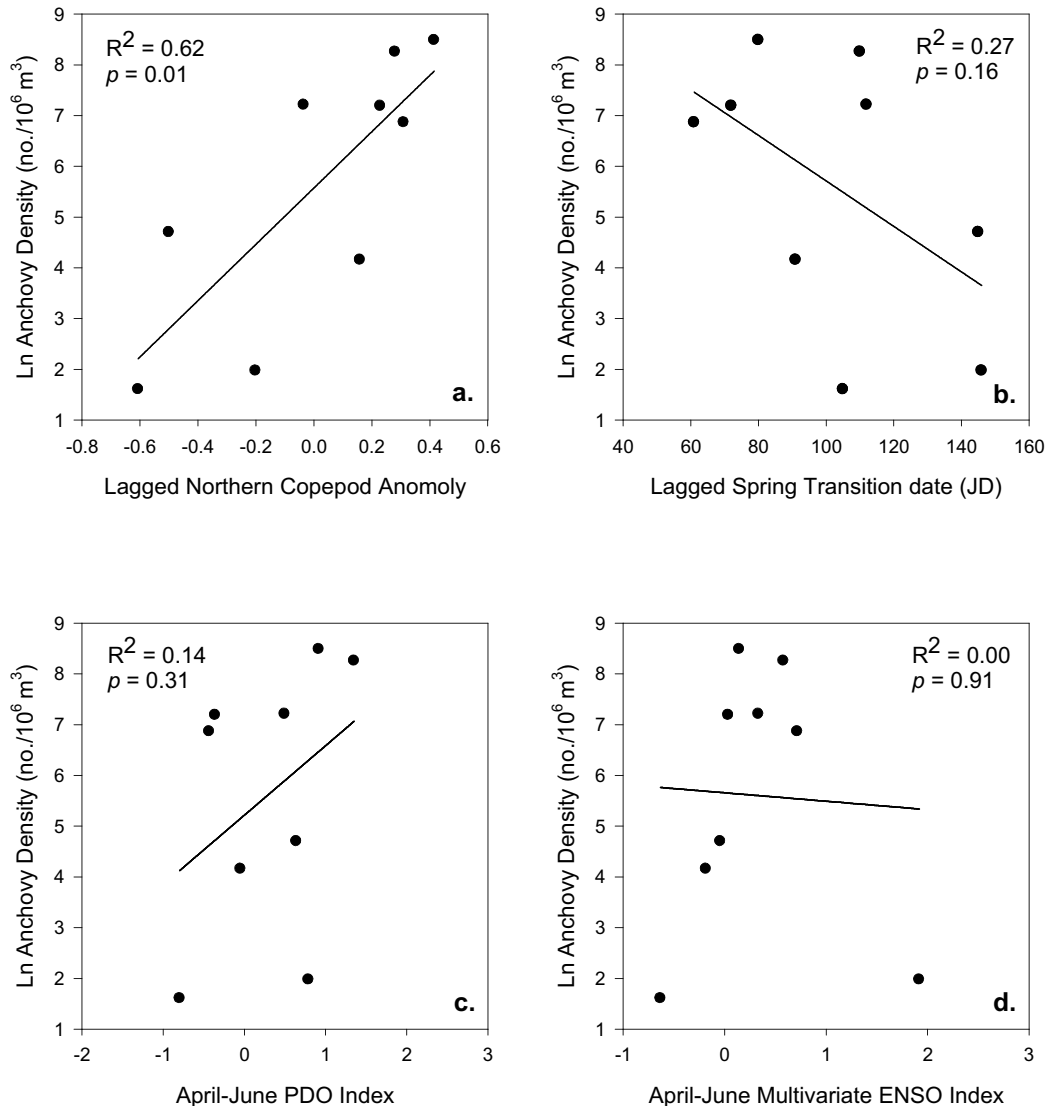 Ln Anchovy Density (no./10⁶ m³)
9
8
7
6
5
4
3
2
1
R² = 0.62
p = 0.01
a.
-0.8 -0.6 -0.4 -0.2 0.0 0.2 0.4 0.6
Lagged Northern Copepod Anomoly
Ln Anchovy Density (no./10⁶ m³)
9
8
7
6
5
4
3
2
1
R² = 0.27
p = 0.16
b.
40 60 80 100 120 140 160
Lagged Spring Transition date (JD)
Ln Anchovy Density (no./10⁶ m³)
9
8
7
6
5
4
3
2
1
R² = 0.14
p = 0.31
c.
-2 -1 0 1 2 3
April-June PDO Index
Ln Anchovy Density (no./10⁶ m³)
9
8
7
6
5
4
3
2
1
R² = 0.00
p = 0.91
d.
-1 0 1 2 3
April-June Multivariate ENSO Index